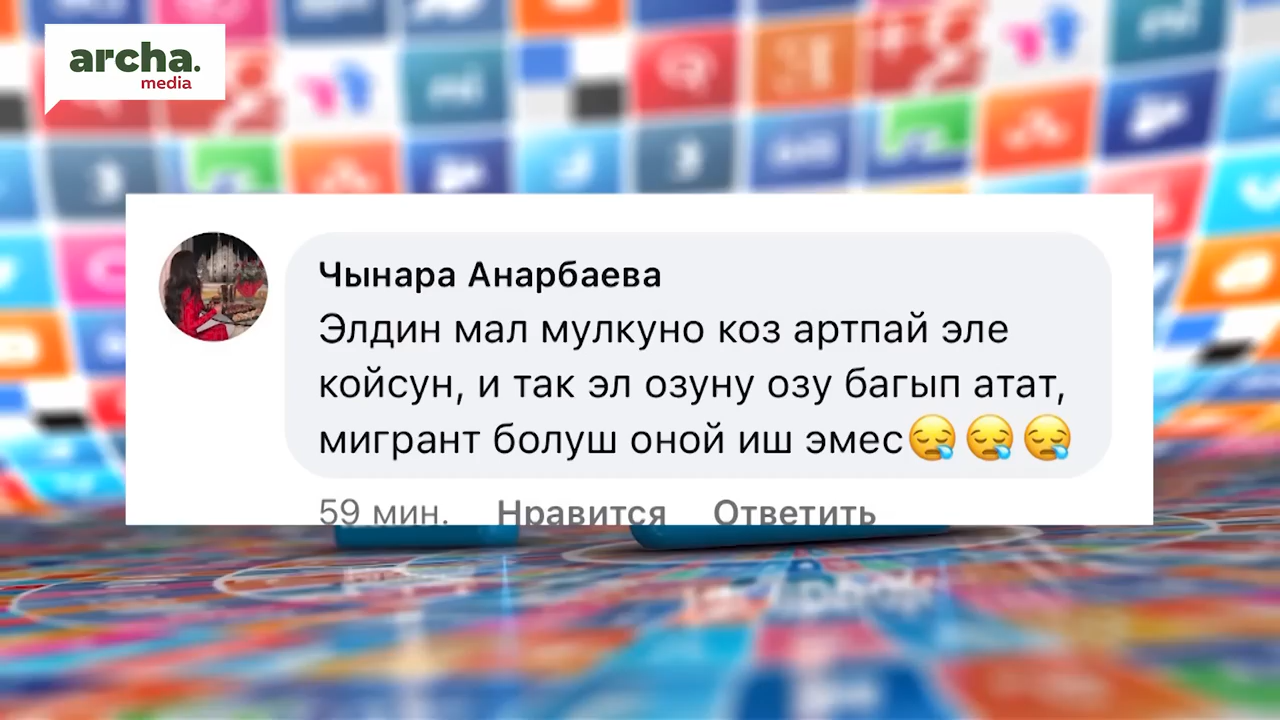 archa.
media
Чынара Анарбаева
Элдин мал мулкуно коз артпай эле
койсун, и так эл озуну озу багып атат,
мигрант болуш оной иш эмес😪😪😪
59 мин. Нравится Ответить